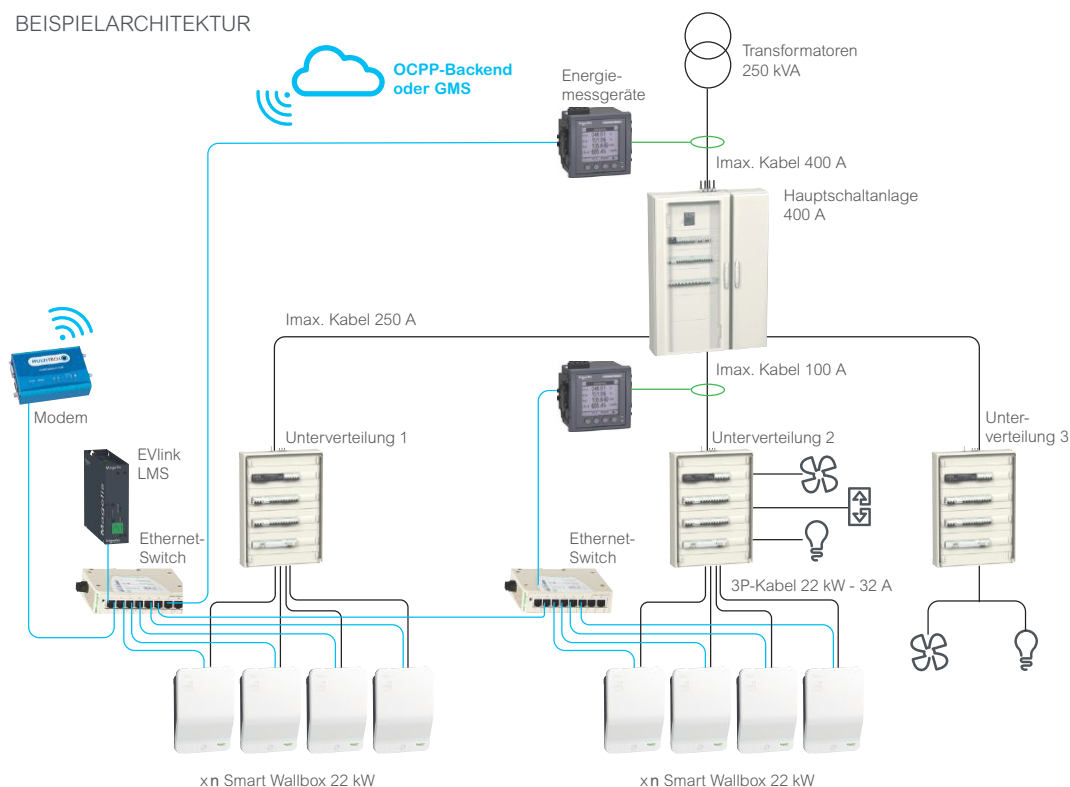 BEISPIELARCHITEKTUR
OCPP-Backend
oder GMS
Energie-
messgeräte
Transformatoren
250 kVA
Imax. Kabel 400 A
Hauptschaltanlage
400 A
Imax. Kabel 250 A
Imax. Kabel 100 A
Modem
EVlink
LMS
Magelis
Unterverteilung 1
Unterverteilung 2
Unter-
verteilung 3
Ethernet-
Switch
Ethernet-
Switch
3P-Kabel 22 kW - 32 A
x n Smart Wallbox 22 kW
x n Smart Wallbox 22 kW